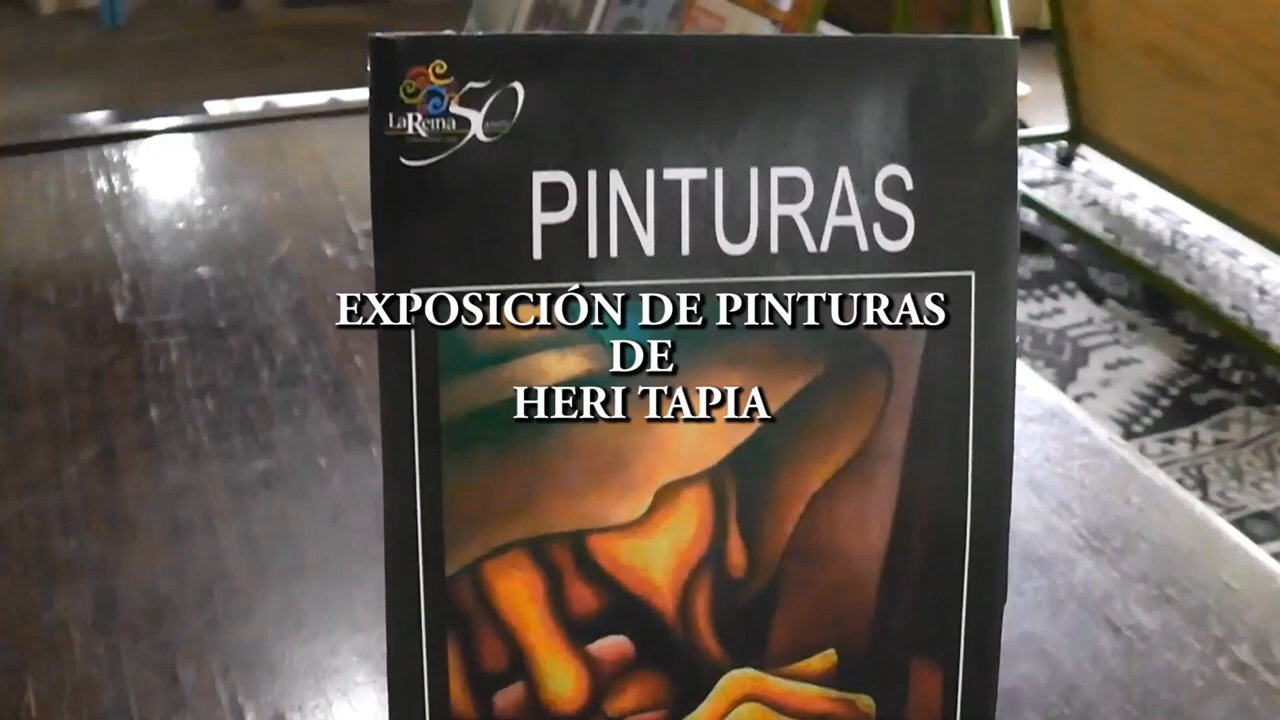 LaReina 50
PINTURAS
EXPOSICIÓN DE PINTURAS
DE
HERI TAPIA